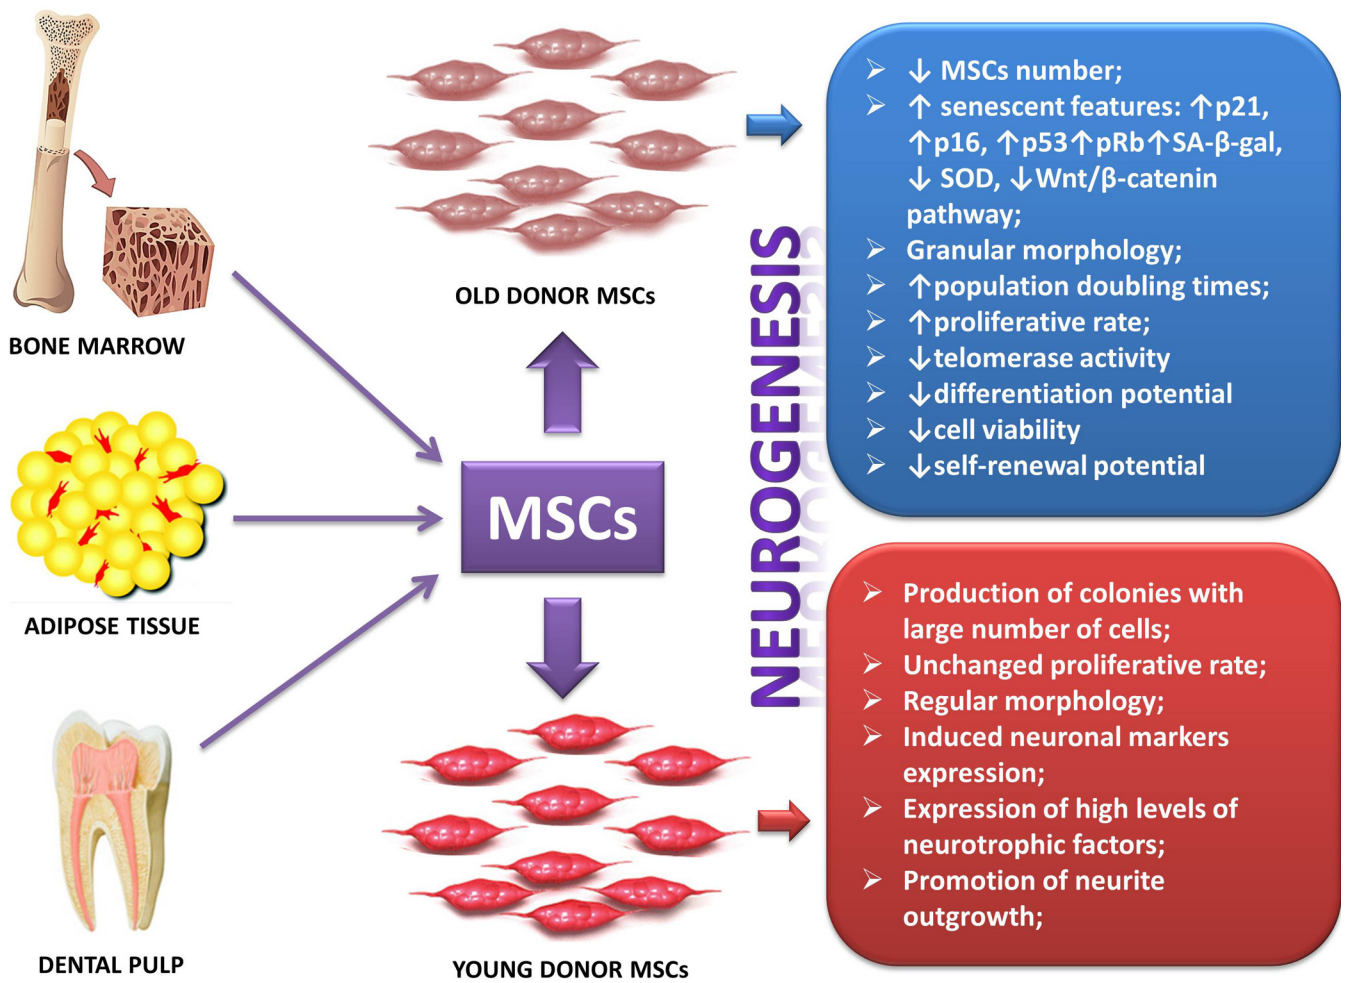 BONE MARROW
ADIPOSE TISSUE
DENTAL PULP
MSCs
OLD DONOR MSCs
YOUNG DONOR MSCs
NEUROGENESIS
➢ ↓ MSCs number;
➢ ↑ senescent features: ↑p21,
↑p16, ↑p53↑pRb↑SA-β-gal,
↓ SOD, ↓Wnt/β-catenin
pathway;
➢ Granular morphology;
➢ ↑population doubling times;
➢ ↑proliferative rate;
➢ ↓telomerase activity
➢ ↓differentiation potential
➢ ↓cell viability
➢ ↓self-renewal potential
➢ Production of colonies with
large number of cells;
➢ Unchanged proliferative rate;
➢ Regular morphology;
➢ Induced neuronal markers
expression;
➢ Expression of high levels of
neurotrophic factors;
➢ Promotion of neurite
outgrowth;